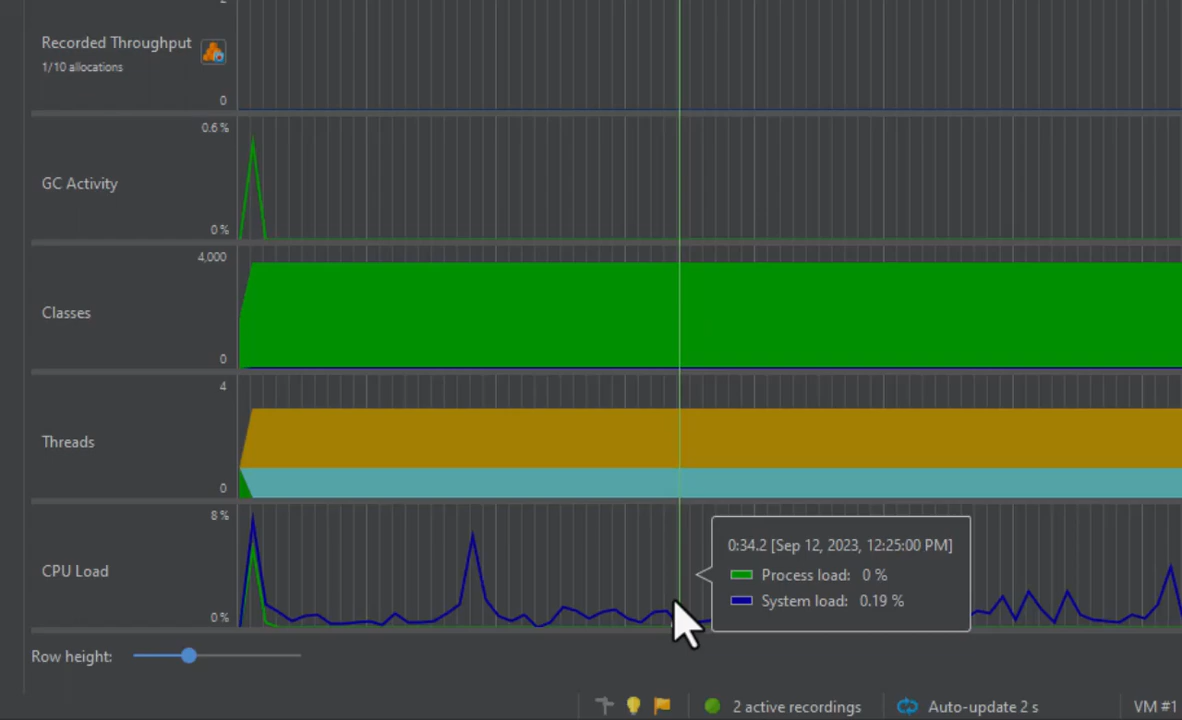 2
Recorded Throughput
1/10 allocations
0
0.6 %
GC Activity
0 %
4,000
Classes
0
4
Threads
0
8 %
CPU Load
0 %
0:34.2 [Sep 12, 2023, 12:25:00 PM]
Process load: 0 %
System load: 0.19 %
Row height:
2 active recordings
Auto-update 2 s
VM #1